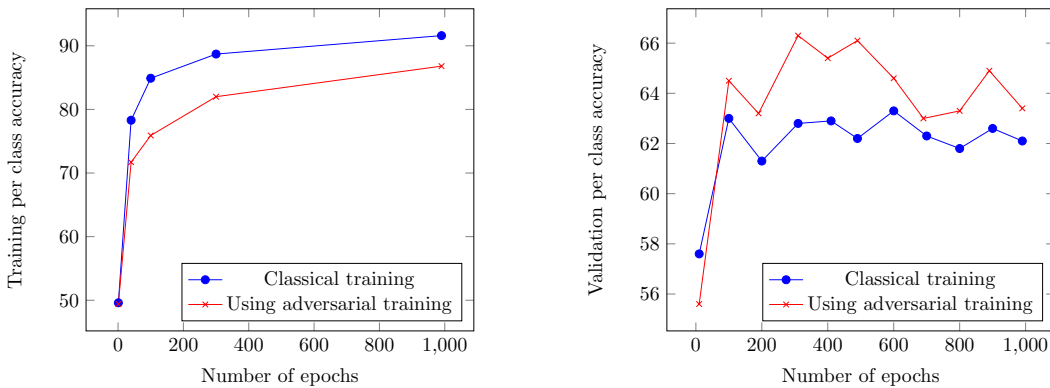 Training per class accuracy
90
80
70
60
50
0
200
400
600
800
1,000
Number of epochs
Classical training
Using adversarial training
Validation per class accuracy
66
64
62
60
58
56
0
200
400
600
800
1,000
Number of epochs
Classical training
Using adversarial training